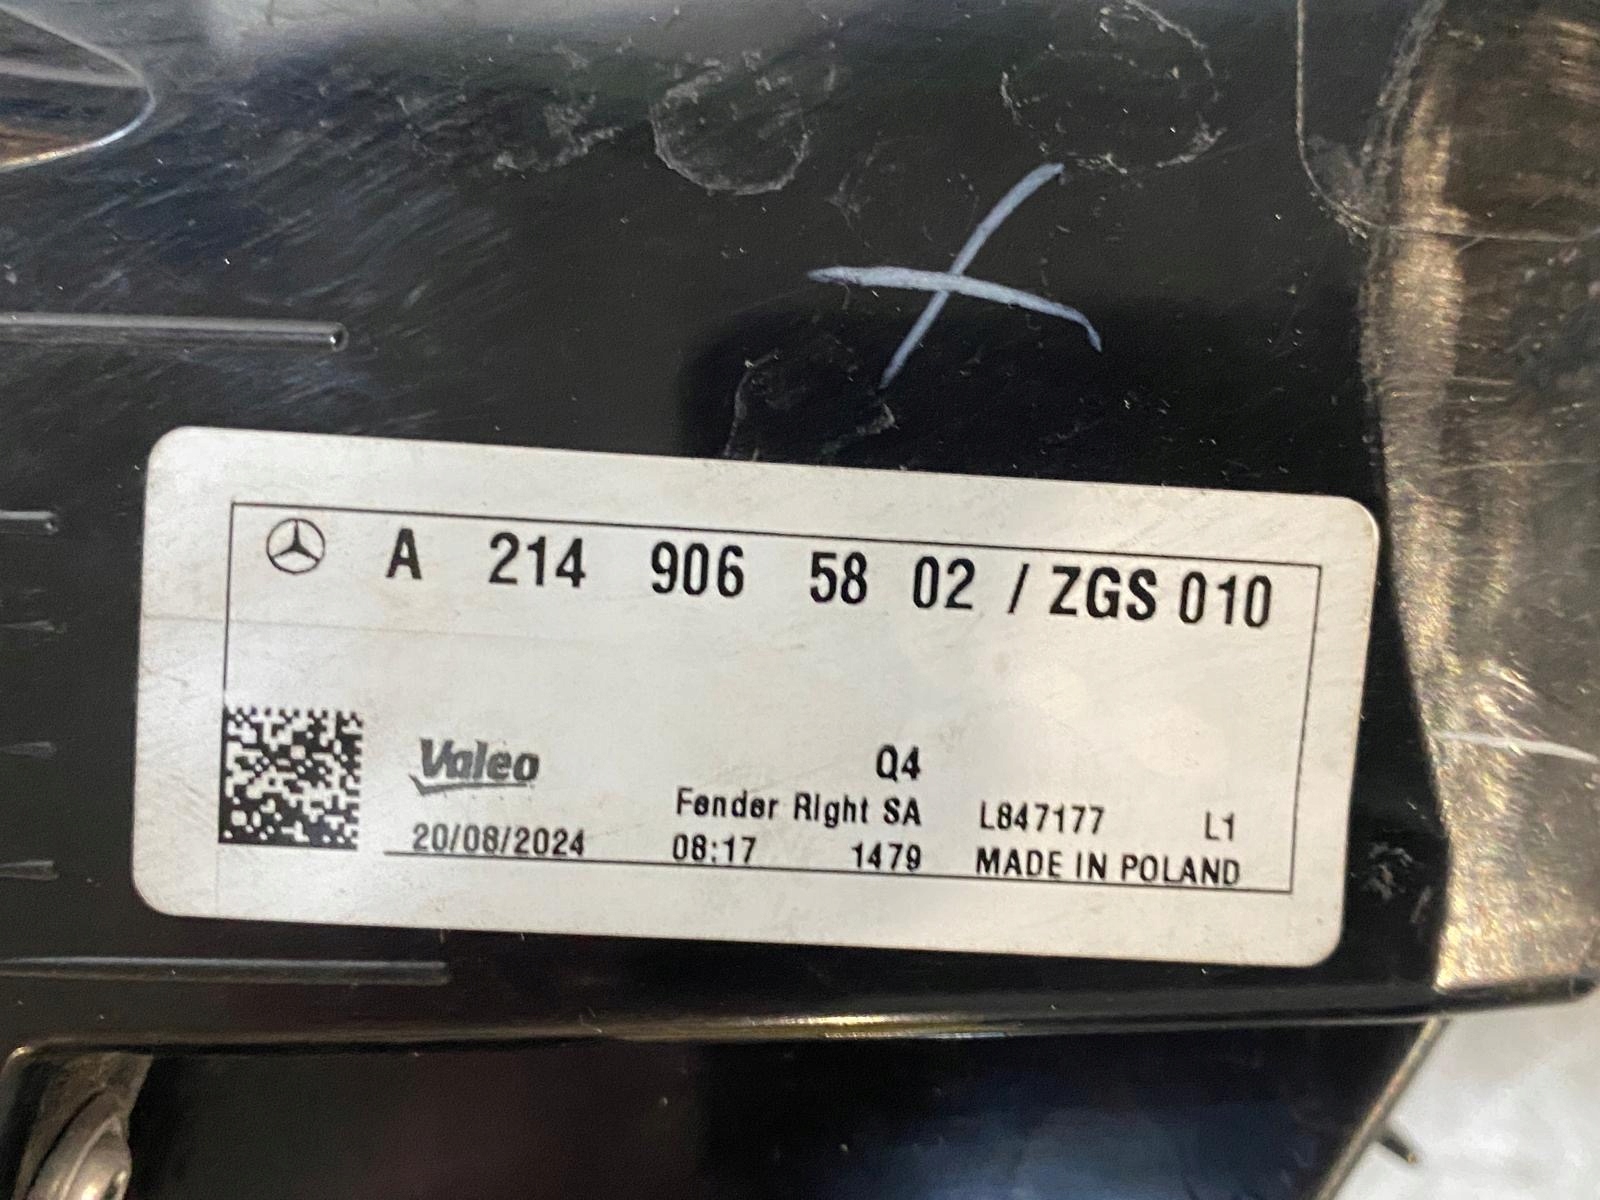 A 214 906 58 02 / ZGS 010
Valeo
Q4
Fender Right SA L847177 L1
20/08/2024 08:17 1479 MADE IN POLAND